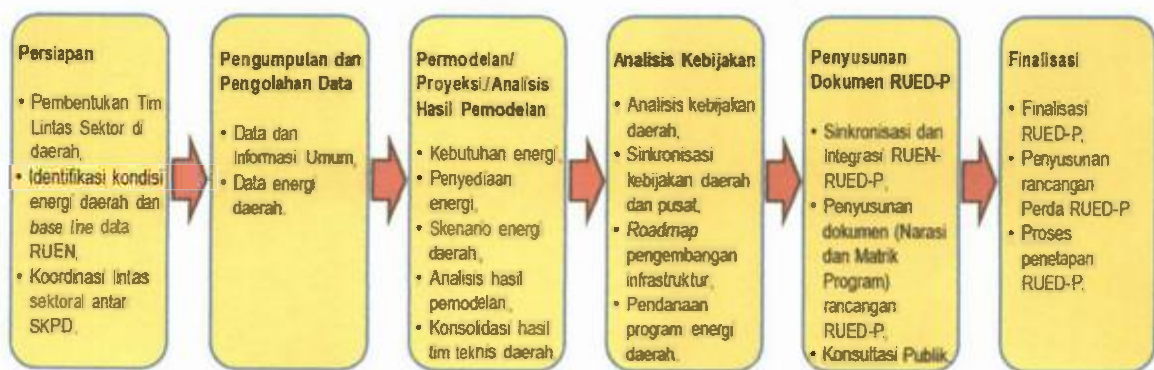 Persiapan
• Pembentukan Tim
Lintas Sektor di
daerah,
• Identifikasi kondisi
energi daerah dan
base line data
RUEN,
• Koordinasi lintas
sektoral antar
SKPD,
Pengumpulan dan
Pengolahan Data
• Data dan
Informasi Umum,
• Data energi
daerah.
Permodelan/
Proyeksi/Analisis
Hasil Pemodelan
• Kebutuhan energi,
• Penyediaan
energi,
• Skenario energi
daerah,
• Analisis hasil
pemodelan,
• Konsolidasi hasil
tim teknis daerah
Analisis Kebijakan
• Analisis kebijakan
daerah,
• Sinkronisasi
kebijakan daerah
dan pusat,
• Roadmap
pengembangan
infrastruktur,
• Pendanaan
program energi
daerah.
Penyusunan
Dokumen RUED-P
• Sinkronisasi dan
Integrasi RUEN-
RUED-P,
• Penyusunan
dokumen (Narasi
dan Matrik
Program)
rancangan
RUED-P,
• Konsultasi Publik
Finalisasi
• Finalisasi
RUED-P,
• Penyusunan
rancangan
Perda RUED-P
• Proses
penetapan
RUED-P,